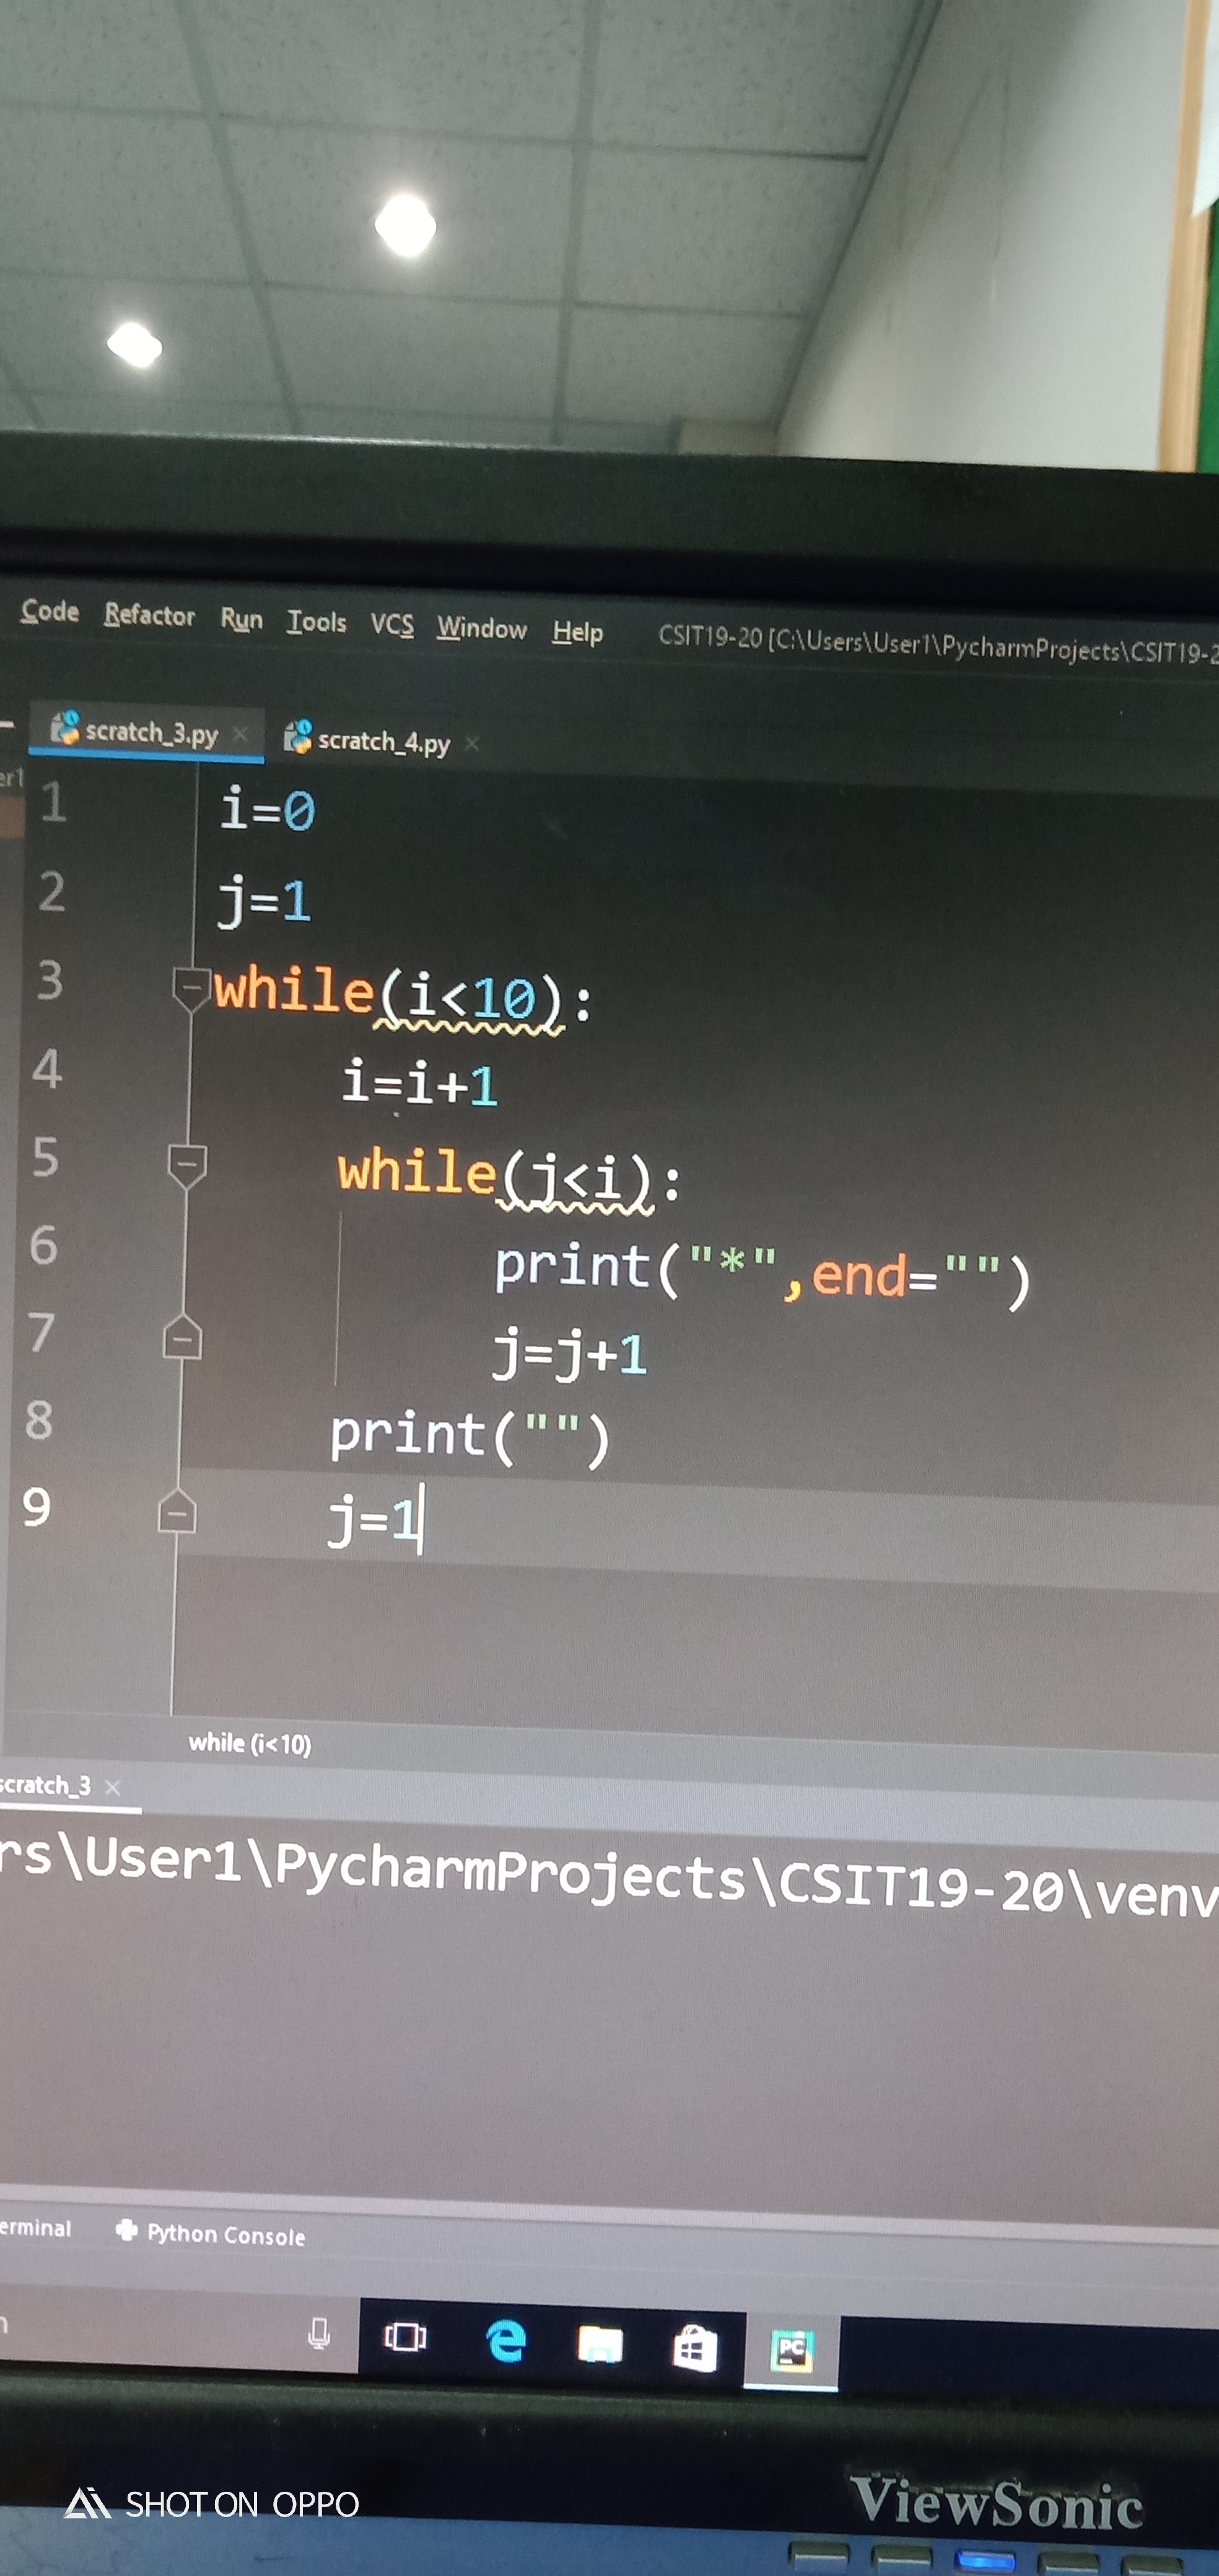 Code Refactor Run Tools VCS Window Help CSIT19-20 [C:\Users\User1\PycharmProjects\CSIT19-2
scratch_3.py × scratch_4.py ×
er1
1 i=0
2 j=1
3 while(i<10):
4     i=i+1
5     while(j<i):
6         print("*",end="")
7         j=j+1
8     print("")
9     j=1
while (i<10)
scratch_3 ×
rs\User1\PycharmProjects\CSIT19-20\venv
erminal Python Console
PC
SHOT ON OPPO
ViewSonic